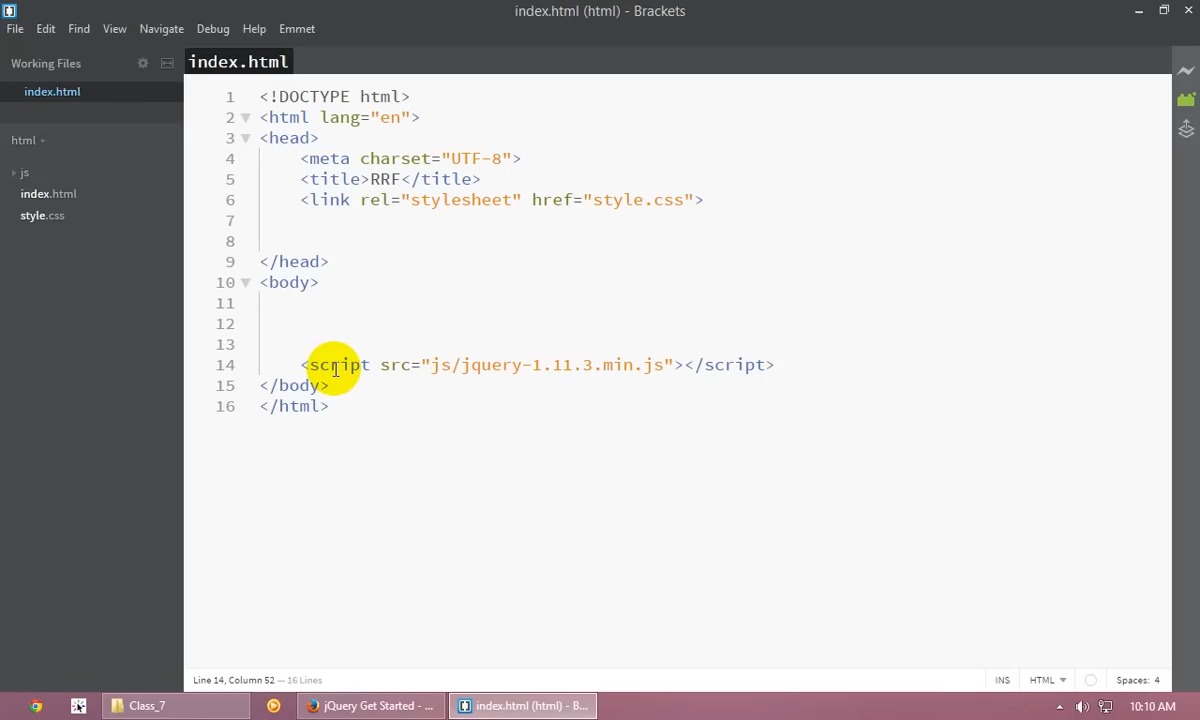 index.html (html) - Brackets
File Edit Find View Navigate Debug Help Emmet
Working Files
index.html
html
js
index.html
style.css
index.html
1 <!DOCTYPE html>
2 <html lang="en">
3 <head>
4 <meta charset="UTF-8">
5 <title>RRF</title>
6 <link rel="stylesheet" href="style.css">
7
8
9 </head>
10 <body>
11
12
13
14 <script src="js/jquery-1.11.3.min.js"></script>
15 </body>
16 </html>
Line 14, Column 52 — 16 Lines
INS HTML Spaces: 4
Class_7 jQuery Get Started - ... index.html (html) - B... 10:10 AM